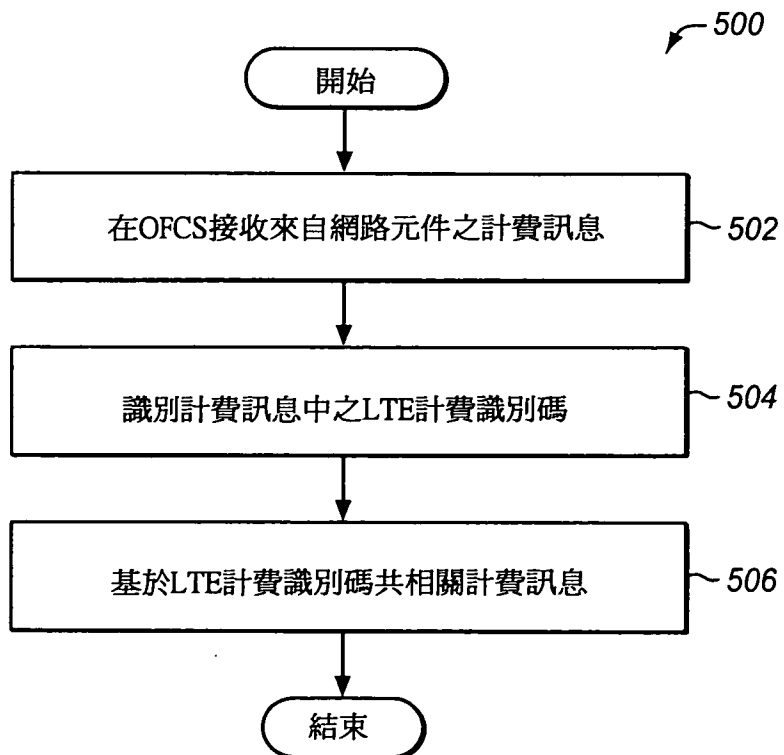 500
開始
在OFCS接收來自網路元件之計費訊息
502
識別計費訊息中之LTE計費識別碼
504
基於LTE計費識別碼共相關計費訊息
506
結束